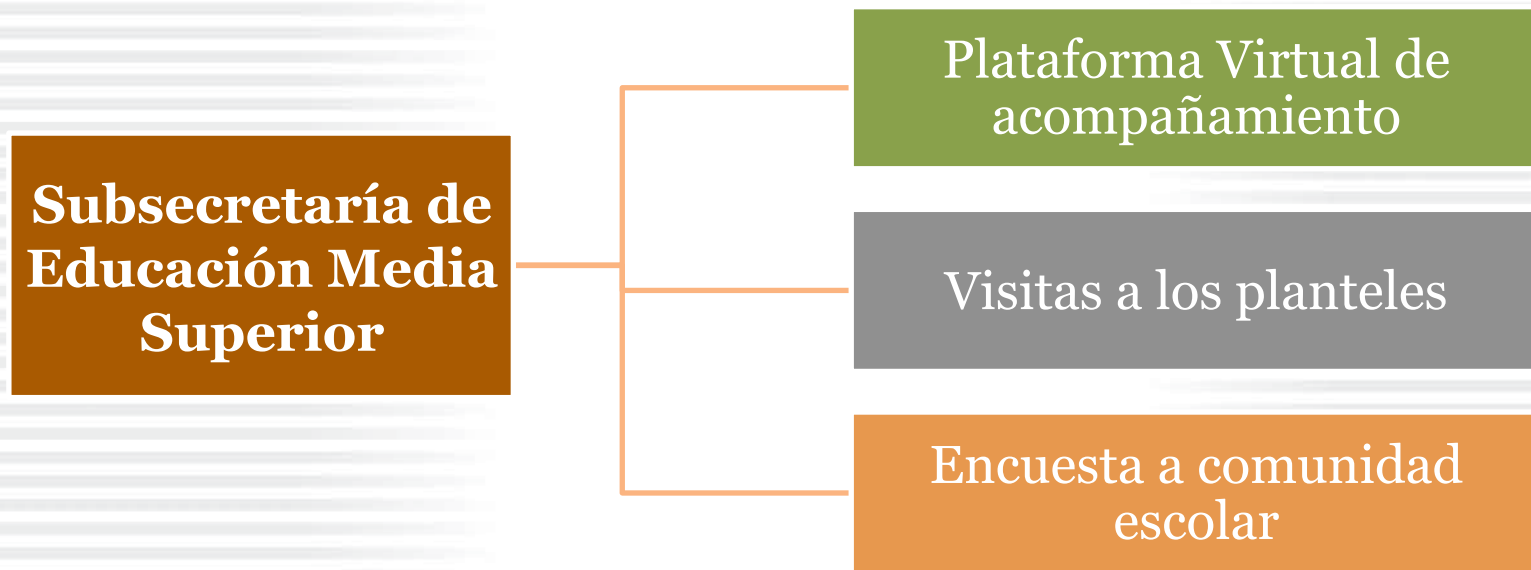 Subsecretaría de
Educación Media
Superior
Plataforma Virtual de
acompañamiento
Visitas a los planteles
Encuesta a comunidad
escolar